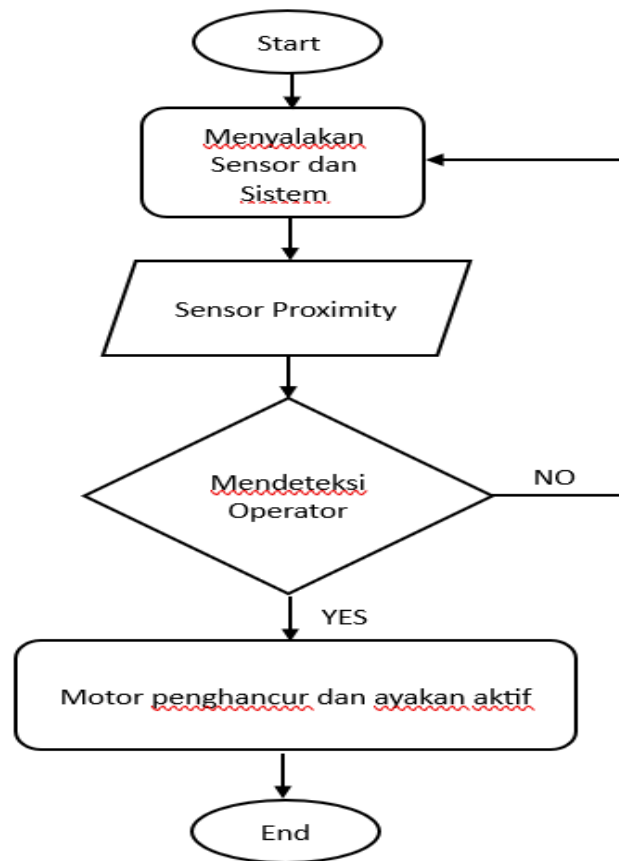 Start
Menyalakan
Sensor dan
Sistem
Sensor Proximity
Mendeteksi
Operator
NO
YES
Motor penghancur dan ayakan aktif
End